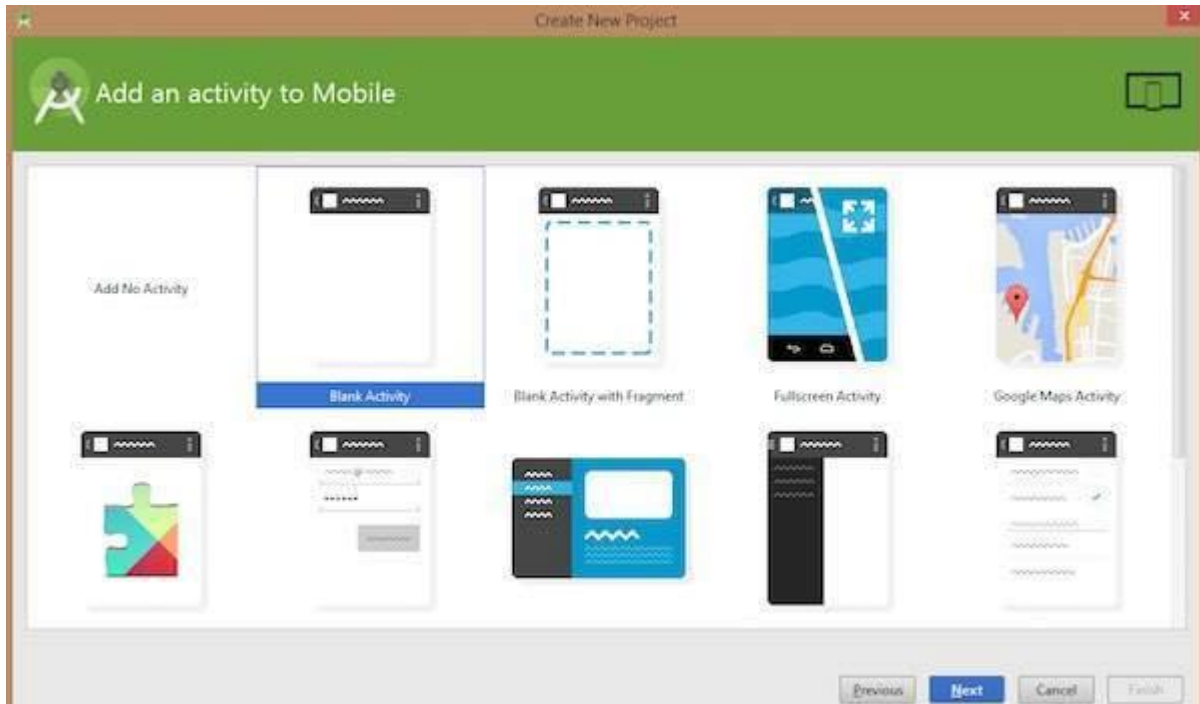 Create New Project
Add an activity to Mobile
Add No Activity
Blank Activity
Blank Activity with Fragment
Fullscreen Activity
Google Maps Activity
Previous
Next
Cancel
Finish